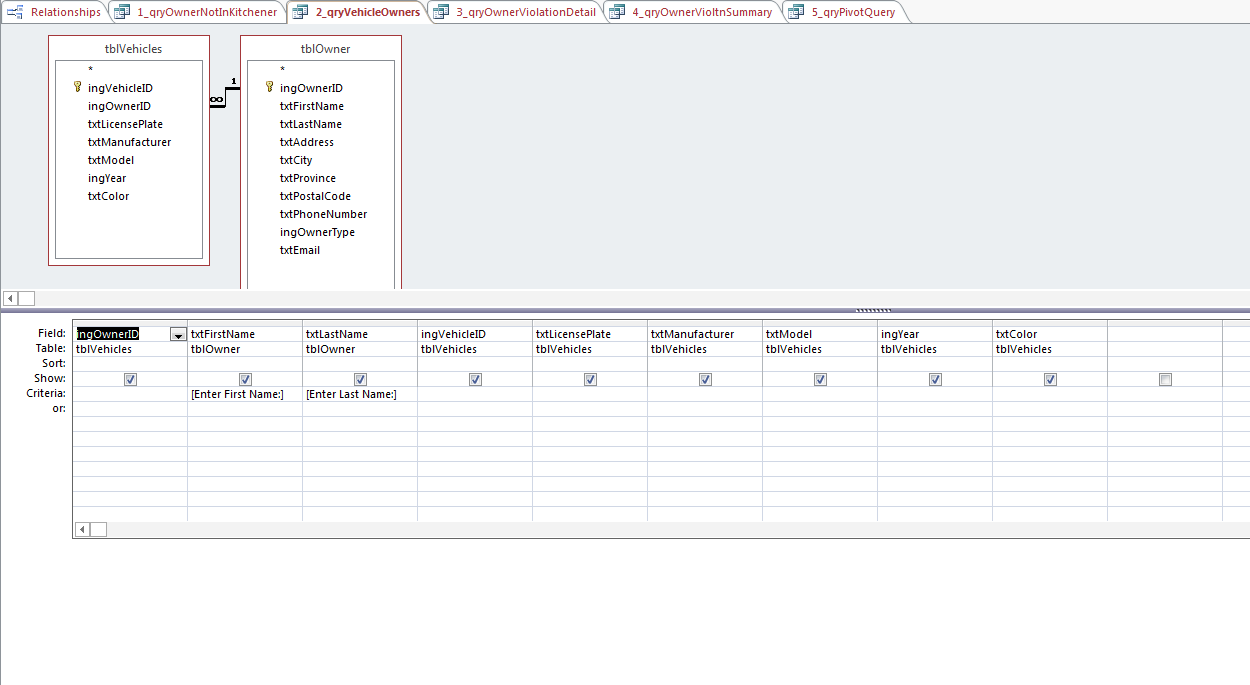 Relationships 1_qryOwnerNotInKitchener 2_qryVehicleOwners 3_qryOwnerViolationDetail 4_qryOwnerVioltnSummary 5_qryPivotQuery
tblVehicles
*
ingVehicleID
ingOwnerID
txtLicensePlate
txtManufacturer
txtModel
ingYear
txtColor
∞ 1
tblOwner
*
ingOwnerID
txtFirstName
txtLastName
txtAddress
txtCity
txtProvince
txtPostalCode
txtPhoneNumber
ingOwnerType
txtEmail
Field: ingOwnerID txtFirstName txtLastName ingVehicleID txtLicensePlate txtManufacturer txtModel ingYear txtColor
Table: tblVehicles tblOwner tblOwner tblVehicles tblVehicles tblVehicles tblVehicles tblVehicles tblVehicles
Sort:
Show:
Criteria: [Enter First Name:] [Enter Last Name:]
or: